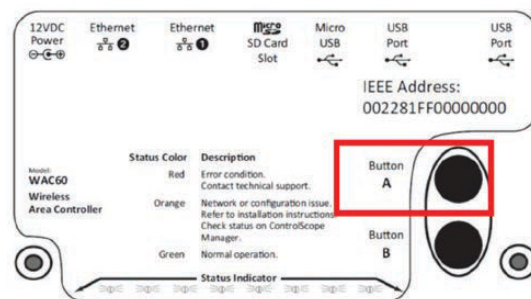 12VDC Power
Ethernet 2
Ethernet 1
Micro SD Card Slot
Micro USB
USB Port
USB Port
IEEE Address:
002281FF00000000
Model:
WAC60
Wireless
Area Controller
Status Color Description
Red Error condition.
Contact technical support.
Orange Network or configuration issue.
Refer to installation instructions
Check status on ControlScope
Manager.
Green Normal operation.
Status Indicator
Button
A
Button
B